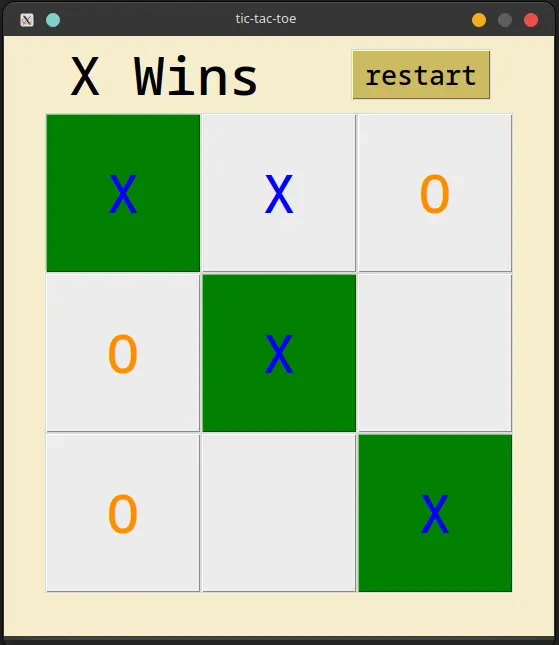 tic-tac-toe
X Wins restart
X X O
O X
O X